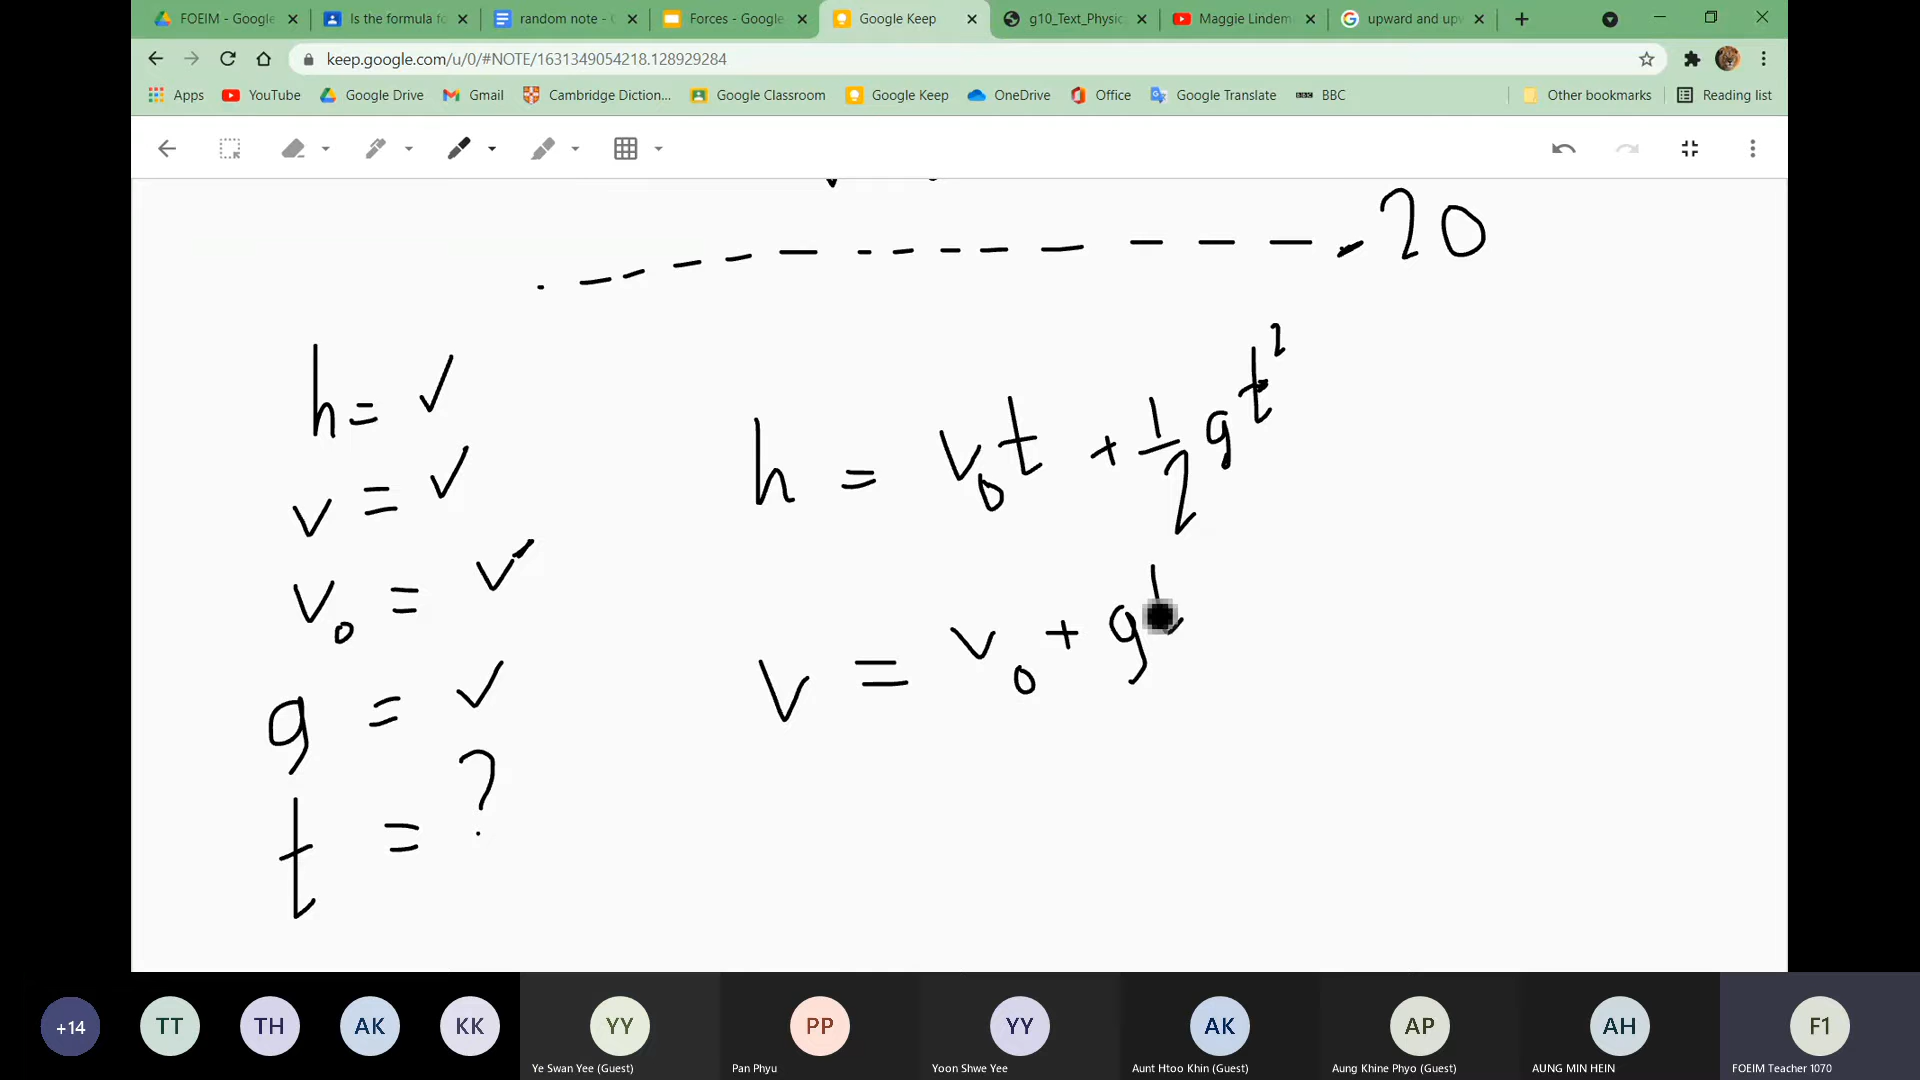 FOEIM - Google
Is the formula fo
random note - G
Forces - Google
Google Keep
g10_Text_Physic
Maggie Lindem
upward and upw
keep.google.com/u/0/#NOTE/1631349054218.128929284
Apps YouTube Google Drive Gmail Cambridge Diction... Google Classroom Google Keep OneDrive Office Google Translate BBC Other bookmarks Reading list
20
h = ✓
v = ✓
v₀ = ✓
g = ✓
t = ?
h = v₀t + 1/2 gt²
v = v₀ + gt
+14 TT TH AK KK YY PP YY AK AP AH F1
Ye Swan Yee (Guest) Pan Phyu Yoon Shwe Yee Aunt Htoo Khin (Guest) Aung Khine Phyo (Guest) AUNG MIN HEIN FOEIM Teacher 1070